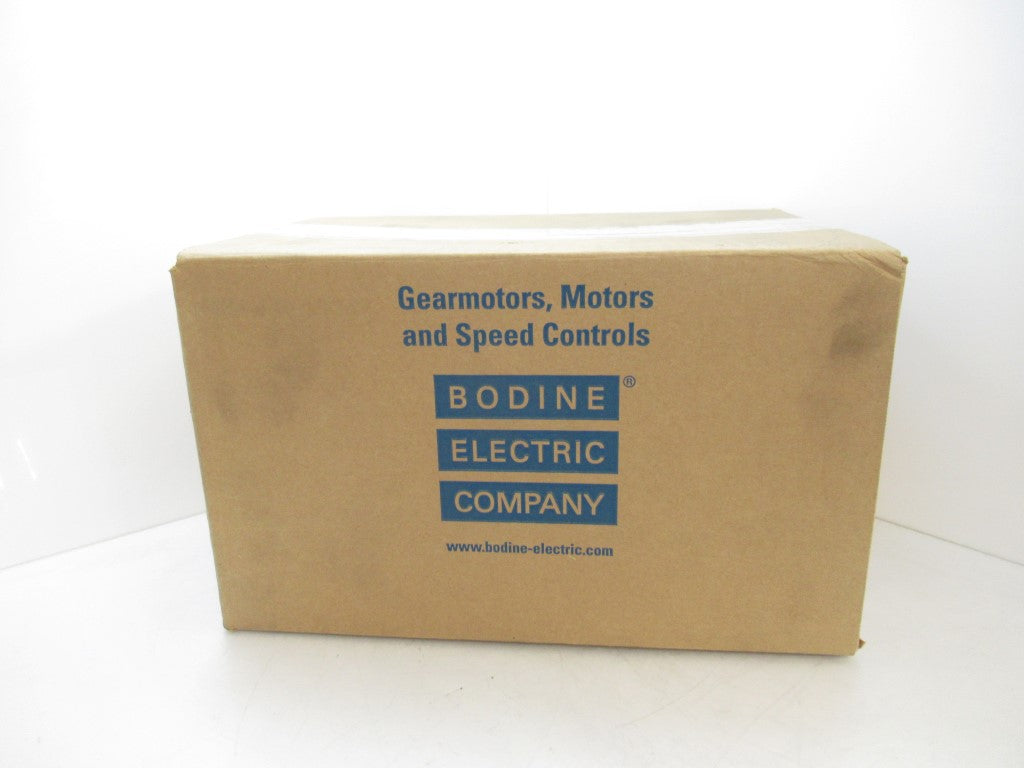 Gearmotors, Motors
and Speed Controls
BODINE®
ELECTRIC
COMPANY
www.bodine-electric.com